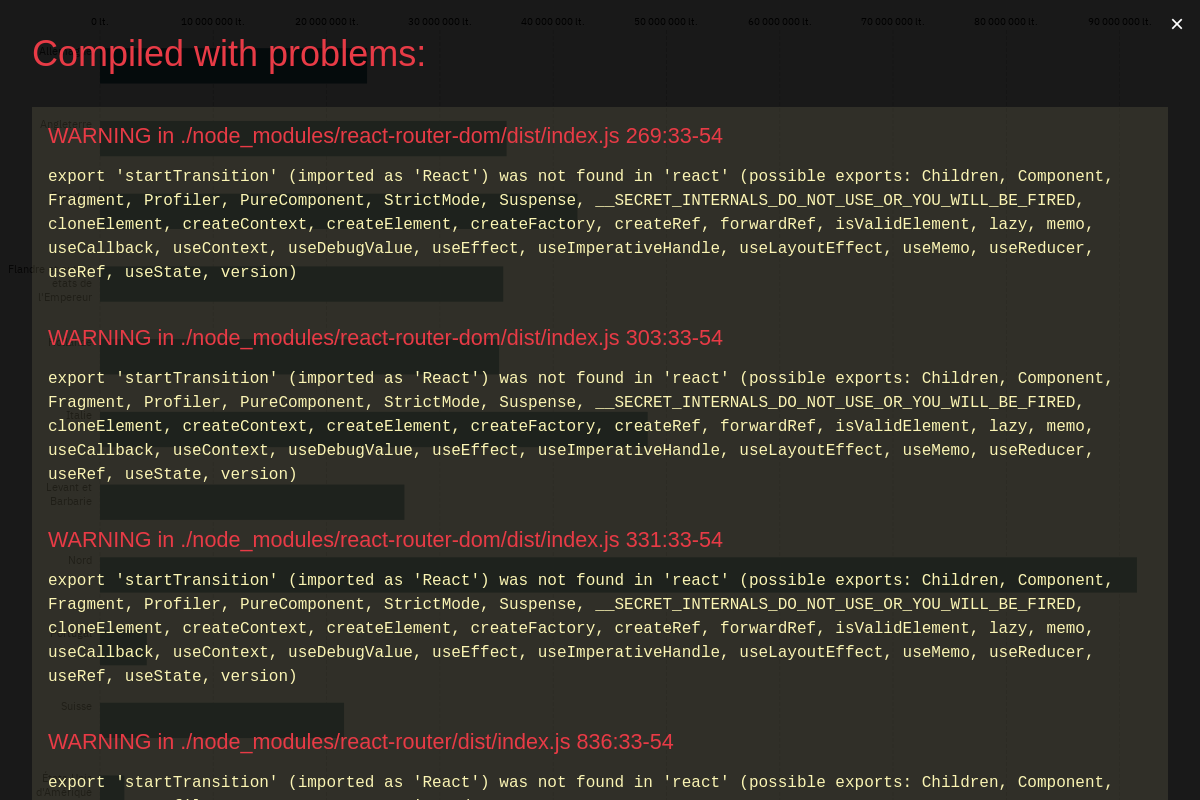 0 lt. 10 000 000 lt. 20 000 000 lt. 30 000 000 lt. 40 000 000 lt. 50 000 000 lt. 60 000 000 lt. 70 000 000 lt. 80 000 000 lt. 90 000 000 lt.
×
Compiled with problems:
Angleterre
WARNING in ./node_modules/react-router-dom/dist/index.js 269:33-54
export 'startTransition' (imported as 'React') was not found in 'react' (possible exports: Children, Component,
Fragment, Profiler, PureComponent, StrictMode, Suspense, __SECRET_INTERNALS_DO_NOT_USE_OR_YOU_WILL_BE_FIRED,
cloneElement, createContext, createElement, createFactory, createRef, forwardRef, isValidElement, lazy, memo,
useCallback, useContext, useDebugValue, useEffect, useImperativeHandle, useLayoutEffect, useMemo, useReducer,
useRef, useState, version)
états de
l'Empereur
WARNING in ./node_modules/react-router-dom/dist/index.js 303:33-54
export 'startTransition' (imported as 'React') was not found in 'react' (possible exports: Children, Component,
Fragment, Profiler, PureComponent, StrictMode, Suspense, __SECRET_INTERNALS_DO_NOT_USE_OR_YOU_WILL_BE_FIRED,
cloneElement, createContext, createElement, createFactory, createRef, forwardRef, isValidElement, lazy, memo,
useCallback, useContext, useDebugValue, useEffect, useImperativeHandle, useLayoutEffect, useMemo, useReducer,
useRef, useState, version)
Levant et
Barbarie
WARNING in ./node_modules/react-router-dom/dist/index.js 331:33-54
Nord
export 'startTransition' (imported as 'React') was not found in 'react' (possible exports: Children, Component,
Fragment, Profiler, PureComponent, StrictMode, Suspense, __SECRET_INTERNALS_DO_NOT_USE_OR_YOU_WILL_BE_FIRED,
cloneElement, createContext, createElement, createFactory, createRef, forwardRef, isValidElement, lazy, memo,
useCallback, useContext, useDebugValue, useEffect, useImperativeHandle, useLayoutEffect, useMemo, useReducer,
useRef, useState, version)
Suisse
WARNING in ./node_modules/react-router/dist/index.js 836:33-54
export 'startTransition' (imported as 'React') was not found in 'react' (possible exports: Children, Component,
d'Amérique